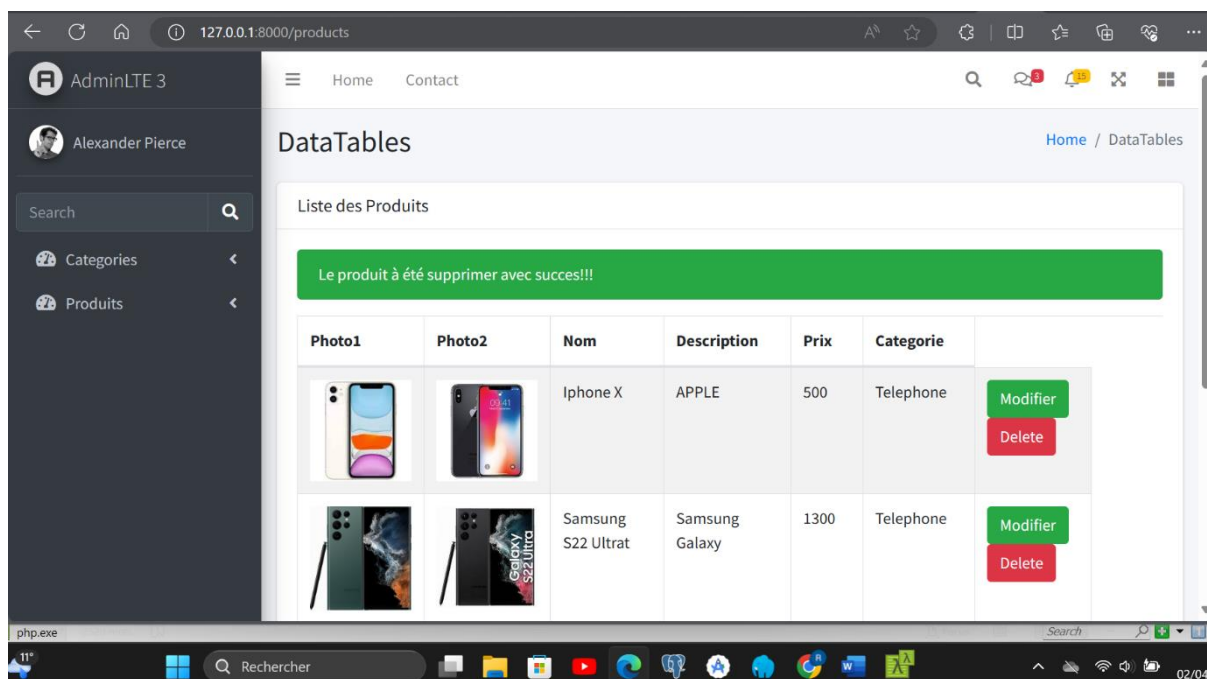 127.0.0.1:8000/products
AdminLTE 3
Home Contact
3
15
Alexander Pierce
DataTables
Home / DataTables
Search
Liste des Produits
Categories
Le produit à été supprimer avec succes!!!
Produits
Photo1 Photo2 Nom Description Prix Categorie
09:41
Iphone X APPLE 500 Telephone Modifier
Delete
Galaxy
S22 Ultra
Samsung S22 Ultrat Samsung Galaxy 1300 Telephone Modifier
Delete
php.exe
Search
11°
Rechercher
02/04